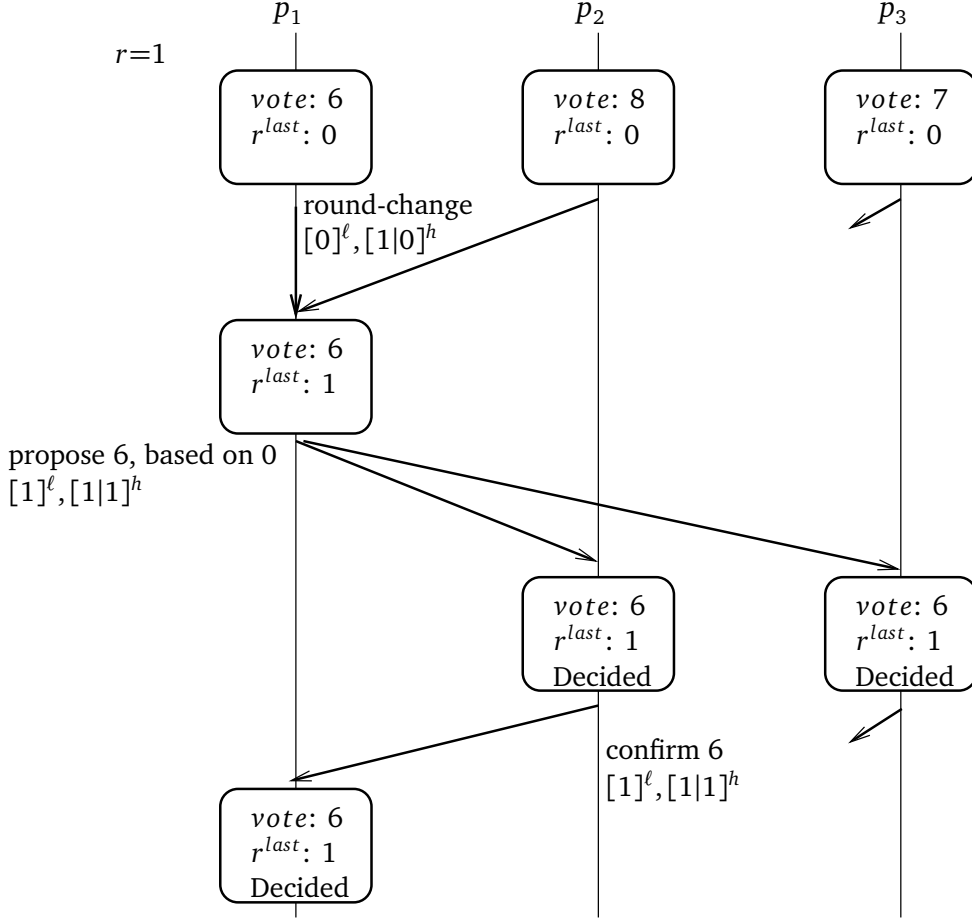 p₁ p₂ p₃
r=1
vote: 6
r^last: 0
vote: 8
r^last: 0
vote: 7
r^last: 0
round-change
[0]^ℓ, [1|0]^h
vote: 6
r^last: 1
propose 6, based on 0
[1]^ℓ, [1|1]^h
vote: 6
r^last: 1
Decided
vote: 6
r^last: 1
Decided
confirm 6
[1]^ℓ, [1|1]^h
vote: 6
r^last: 1
Decided